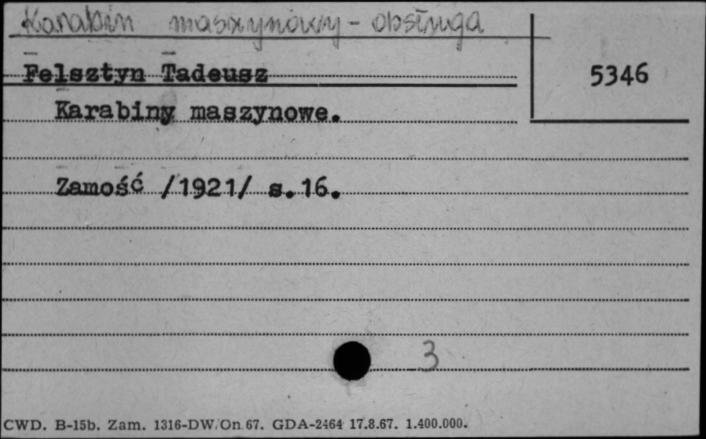 Karabin maszynowy - obsługa
Felsztyn Tadeusz
5346
Karabiny maszynowe.
Zamość /1921/ s.16.
3
CWD. B-15b. Zam. 1316-DW/On 67. GDA-2464 17.8.67. 1.400.000.